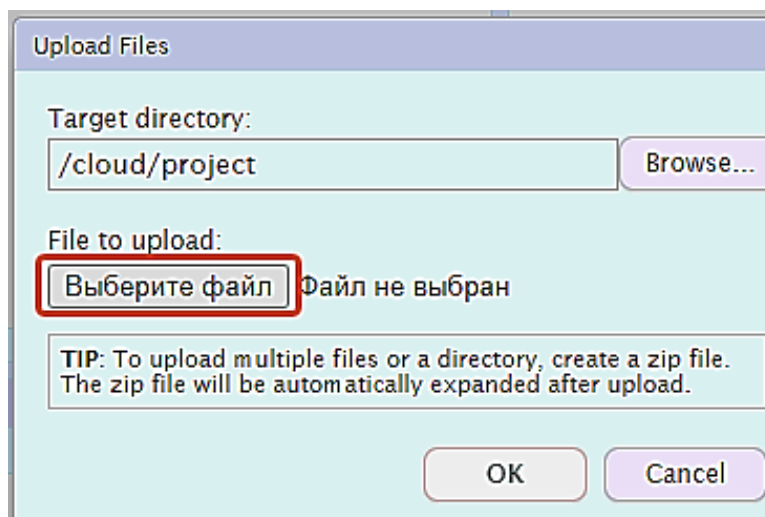 Upload Files
Target directory:
/cloud/project
Browse...
File to upload:
Выберите файл Файл не выбран
TIP: To upload multiple files or a directory, create a zip file.
The zip file will be automatically expanded after upload.
OK Cancel